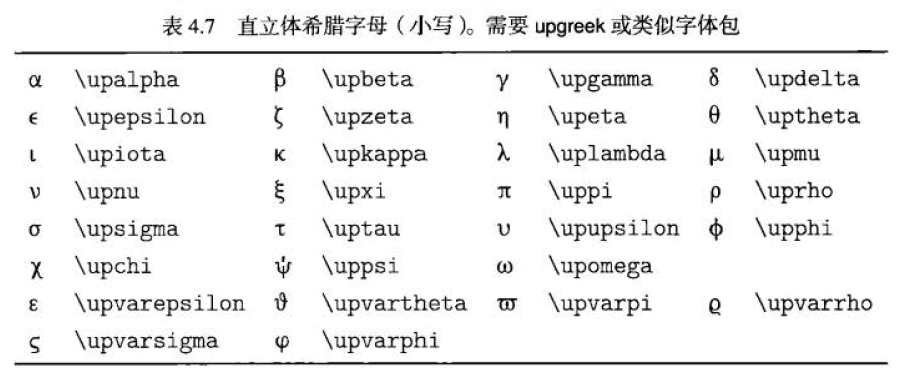 表 4.7 直立体希腊字母（小写）。需要 upgreek 或类似字体包
α \upalpha β \upbeta γ \upgamma δ \updelta
ϵ \upepsilon ζ \upzeta η \upeta θ \uptheta
ι \upiota κ \upkappa λ \uplambda μ \upmu
ν \upnu ξ \upxi π \uppi ρ \uprho
σ \upsigma τ \uptau υ \upupsilon ϕ \upphi
χ \upchi ψ \uppsi ω \upomega
ε \upvarepsilon ϑ \upvartheta ϖ \upvarpi ϱ \upvarrho
ς \upvarsigma φ \upvarphi